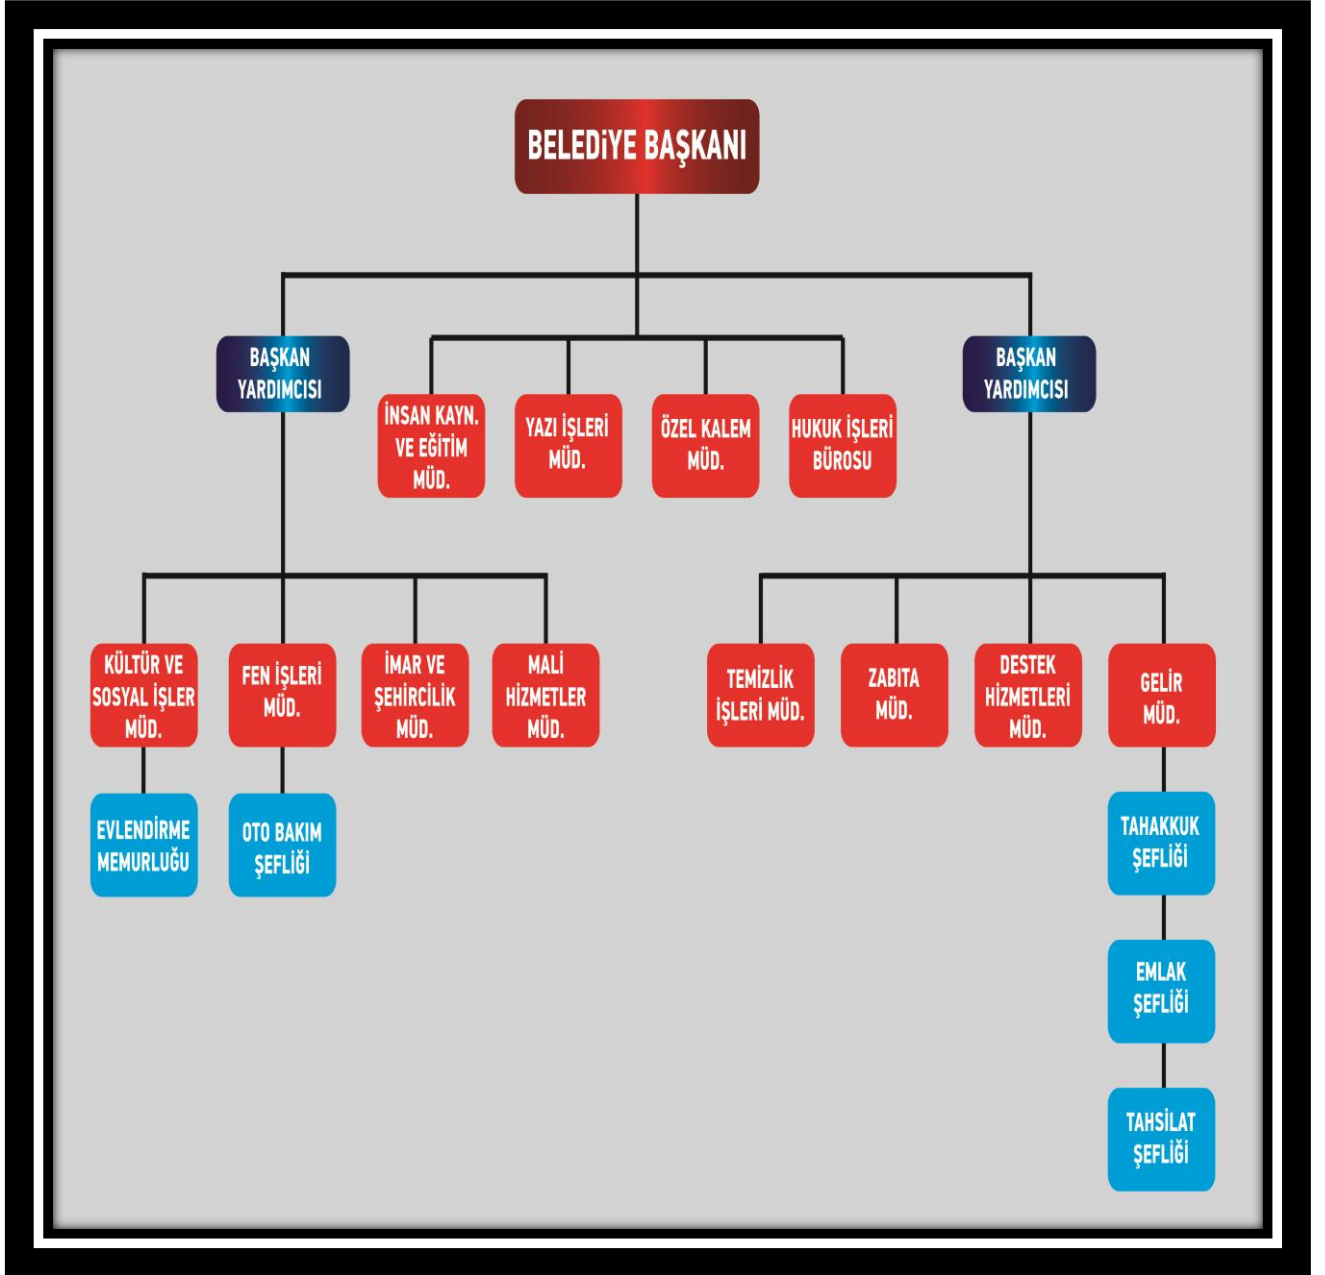 BELEDİYE BAŞKANI
BAŞKAN
YARDIMCISI
BAŞKAN
YARDIMCISI
İNSAN KAYN.
VE EĞİTİM
MÜD.
YAZI İŞLERİ
MÜD.
ÖZEL KALEM
MÜD.
HUKUK İŞLERİ
BÜROSU
KÜLTÜR VE
SOSYAL İŞLER
MÜD.
FEN İŞLERİ
MÜD.
İMAR VE
ŞEHİRCİLİK
MÜD.
MALİ
HİZMETLER
MÜD.
TEMİZLİK
İŞLERİ MÜD.
ZABITA
MÜD.
DESTEK
HİZMETLERİ
MÜD.
GELİR
MÜD.
EVLENDİRME
MEMURLUĞU
OTO BAKIM
ŞEFLİĞİ
TAHAKKUK
ŞEFLİĞİ
EMLAK
ŞEFLİĞİ
TAHSİLAT
ŞEFLİĞİ